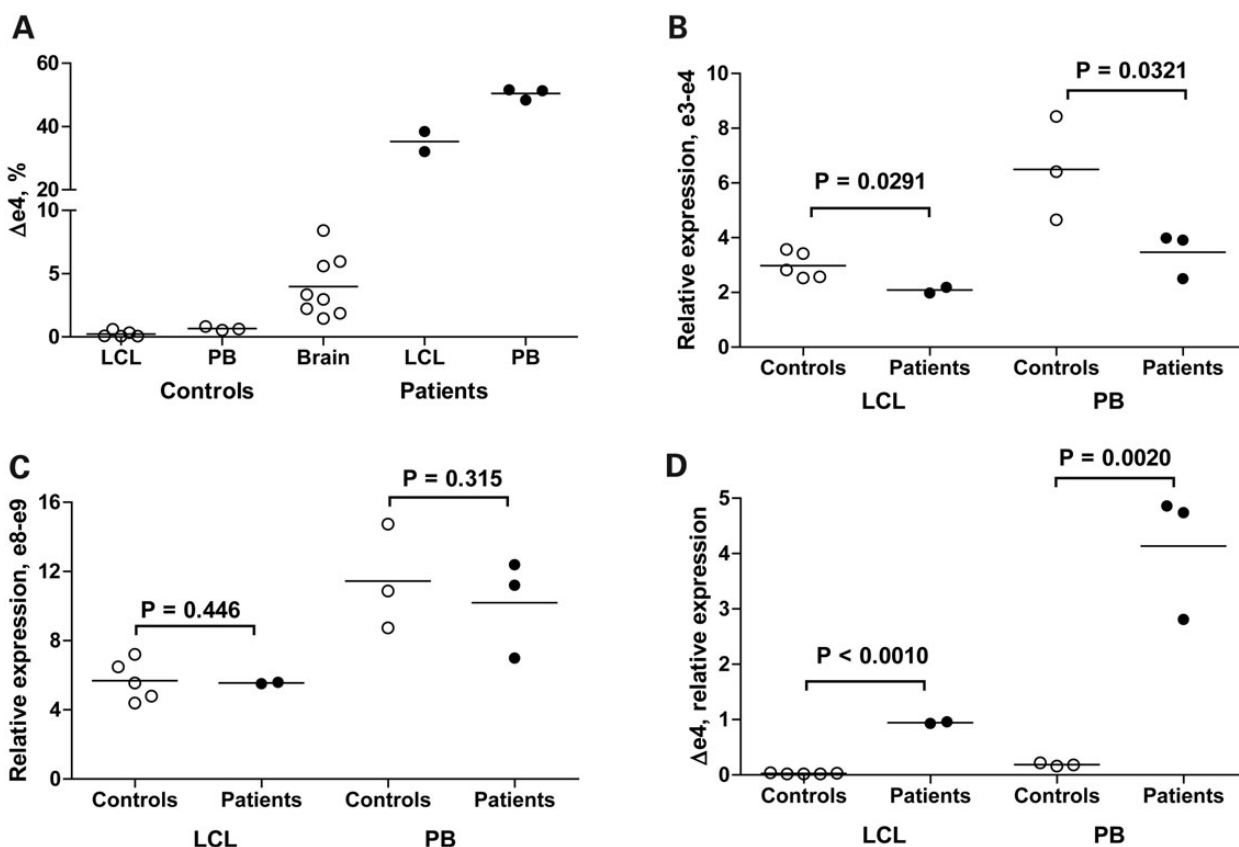 A
Δe4, %
60
40
20
10
5
0
LCL PB Brain LCL PB
Controls Patients
B
Relative expression, e3-e4
10
8
6
4
2
0
P = 0.0291
P = 0.0321
Controls Patients Controls Patients
LCL PB
C
Relative expression, e8-e9
16
12
8
4
0
P = 0.446
P = 0.315
Controls Patients Controls Patients
LCL PB
D
Δe4, relative expression
5
4
3
2
1
0
P < 0.0010
P = 0.0020
Controls Patients Controls Patients
LCL PB